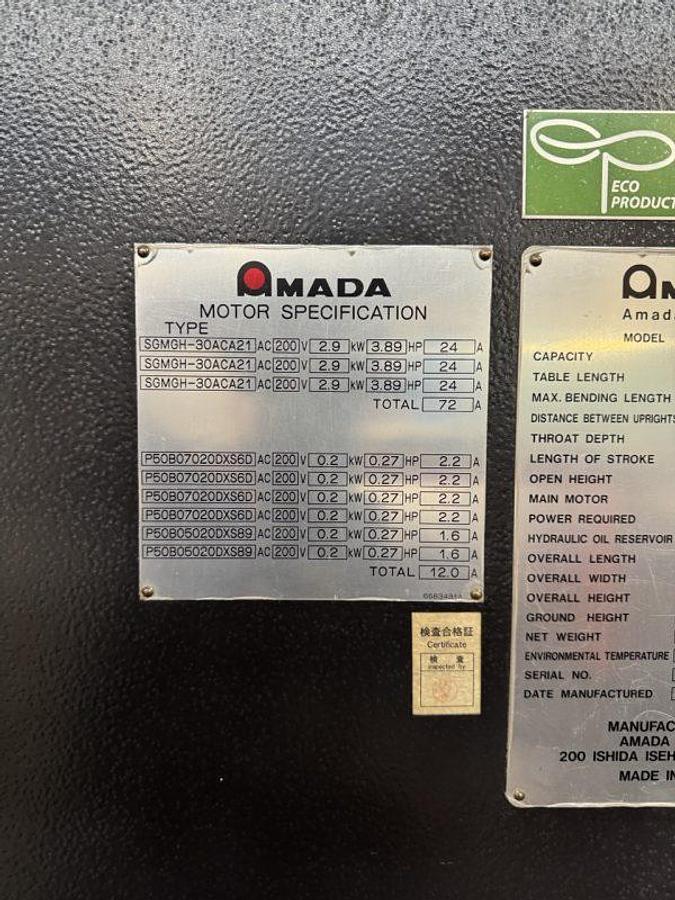 ECO
PRODUCT
AMADA
MOTOR SPECIFICATION
TYPE
SGMGH-30ACA21 AC 200 V 2.9 kW 3.89 HP 24 A
SGMGH-30ACA21 AC 200 V 2.9 kW 3.89 HP 24 A
SGMGH-30ACA21 AC 200 V 2.9 kW 3.89 HP 24 A
TOTAL 72 A
P50B07020DXS6D AC 200 V 0.2 kW 0.27 HP 2.2 A
P50B07020DXS6D AC 200 V 0.2 kW 0.27 HP 2.2 A
P50B07020DXS6D AC 200 V 0.2 kW 0.27 HP 2.2 A
P50B07020DXS6D AC 200 V 0.2 kW 0.27 HP 2.2 A
P50B05020DXS89 AC 200 V 0.2 kW 0.27 HP 1.6 A
P50B05020DXS89 AC 200 V 0.2 kW 0.27 HP 1.6 A
TOTAL 12.0 A
検査合格証
Certificate
検 査
inspected by
Amada
MODEL
CAPACITY
TABLE LENGTH
MAX. BENDING LENGTH
DISTANCE BETWEEN UPRIGHTS
THROAT DEPTH
LENGTH OF STROKE
OPEN HEIGHT
MAIN MOTOR
POWER REQUIRED
HYDRAULIC OIL RESERVOIR
OVERALL LENGTH
OVERALL WIDTH
OVERALL HEIGHT
GROUND HEIGHT
NET WEIGHT
ENVIRONMENTAL TEMPERATURE
SERIAL NO.
DATE MANUFACTURED
MANUFAC
AMADA
200 ISHIDA ISEH
MADE IN